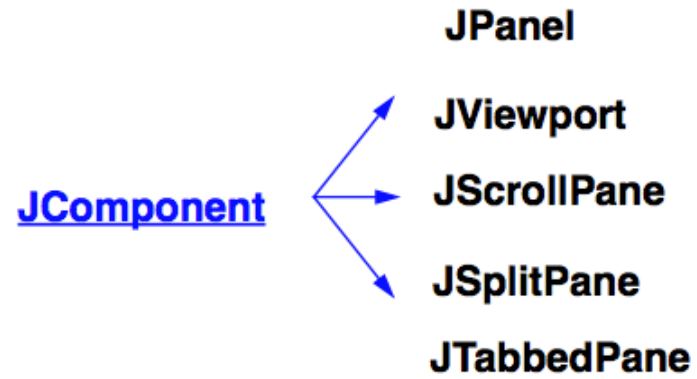 JPanel
JViewport
JComponent
JScrollPane
JSplitPane
JTabbedPane